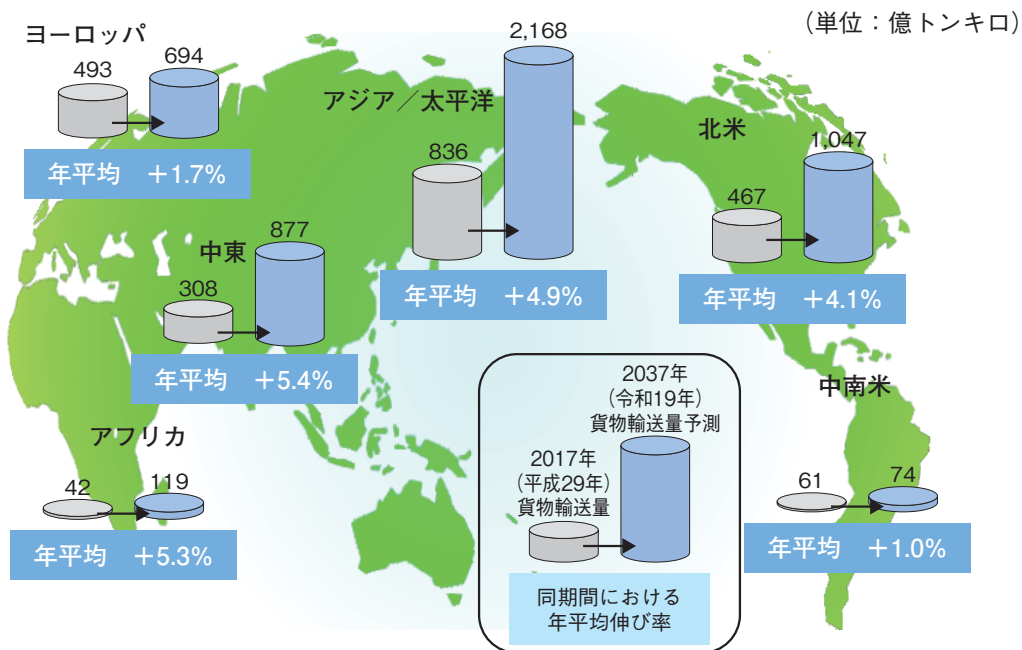 （単位：億トンキロ）
ヨーロッパ
493
694
年平均　+1.7%
アジア／太平洋
836
2,168
年平均　+4.9%
北米
467
1,047
年平均　+4.1%
中東
308
877
年平均　+5.4%
アフリカ
42
119
年平均　+5.3%
中南米
61
74
年平均　+1.0%
2017年
（平成29年）
貨物輸送量
2037年
（令和19年）
貨物輸送量予測
同期間における
年平均伸び率